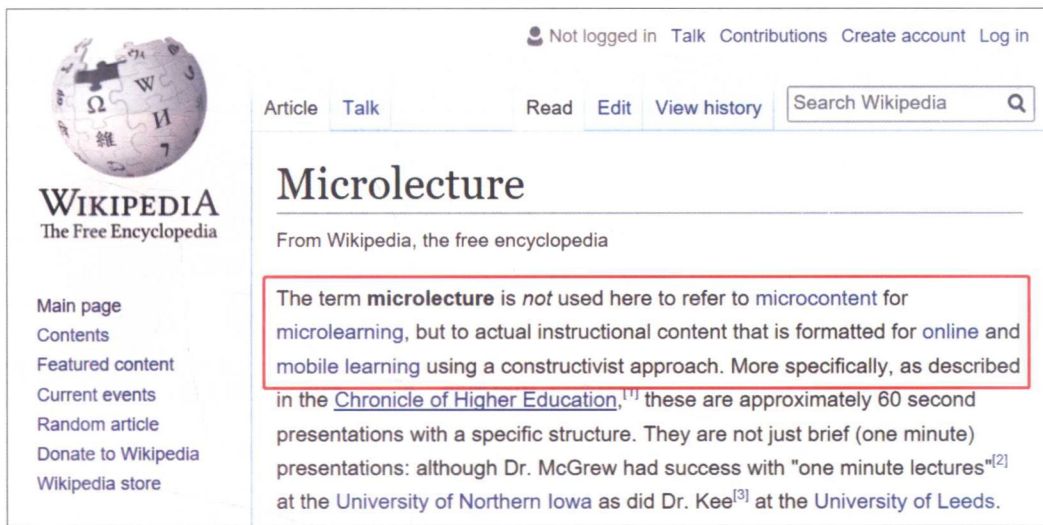 Not logged in Talk Contributions Create account Log in
Article Talk Read Edit View history Search Wikipedia
WIKIPEDIA
The Free Encyclopedia
Main page
Contents
Featured content
Current events
Random article
Donate to Wikipedia
Wikipedia store
Microlecture
From Wikipedia, the free encyclopedia
The term microlecture is not used here to refer to microcontent for
microlearning, but to actual instructional content that is formatted for online and
mobile learning using a constructivist approach. More specifically, as described
in the Chronicle of Higher Education,[1] these are approximately 60 second
presentations with a specific structure. They are not just brief (one minute)
presentations: although Dr. McGrew had success with "one minute lectures"[2]
at the University of Northern Iowa as did Dr. Kee[3] at the University of Leeds.